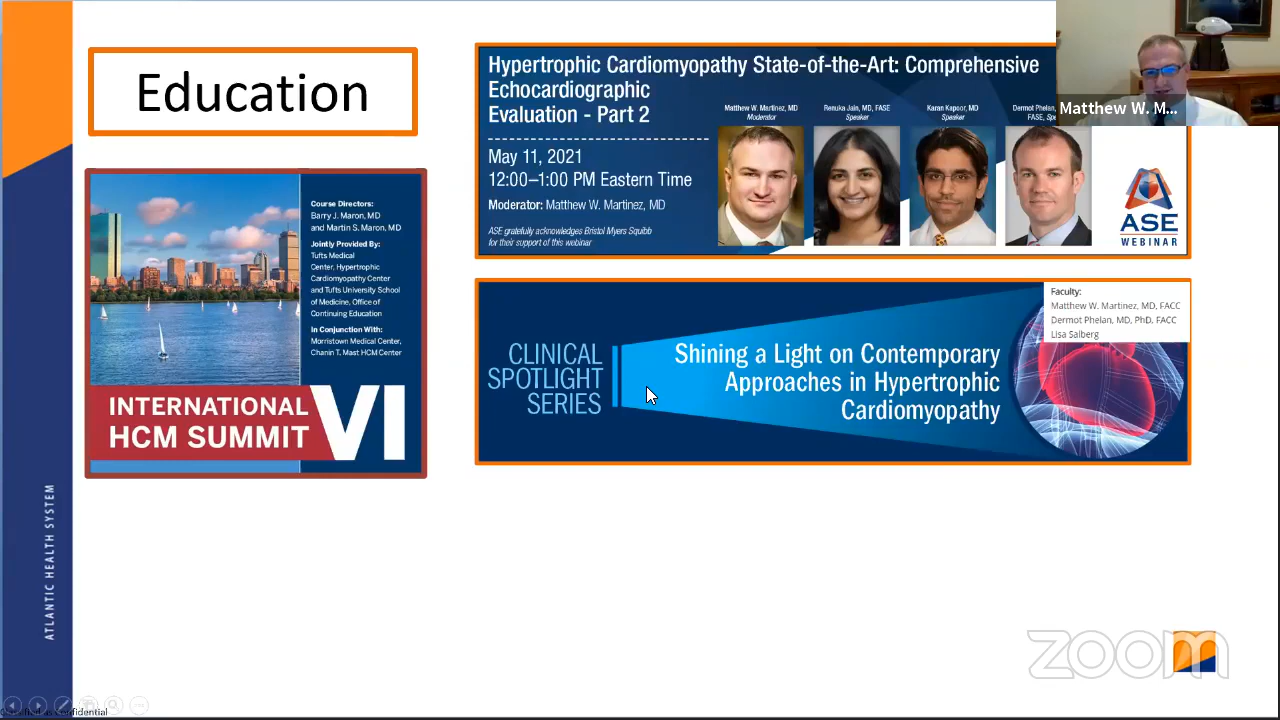 Education
Hypertrophic Cardiomyopathy State-of-the-Art: Comprehensive
Echocardiographic
Evaluation - Part 2
May 11, 2021
12:00–1:00 PM Eastern Time
Moderator: Matthew W. Martinez, MD
ASE gratefully acknowledges Bristol Myers Squibb
for their support of this webinar
Matthew W. Martinez, MD
Moderator
Renuka Jain, MD, FASE
Speaker
Karan Kapoor, MD
Speaker
Dermot Phelan,
FASE,
ASE
WEBINAR
Matthew W. M...
Course Directors:
Barry J. Maron, MD
and Martin S. Maron, MD
Jointly Provided By:
Tufts Medical
Center, Hypertrophic
Cardiomyopathy Center
and Tufts University School
of Medicine, Office of
Continuing Education
In Conjunction With:
Morristown Medical Center,
Chanin T. Mast HCM Center
INTERNATIONAL
HCM SUMMIT
VI
CLINICAL
SPOTLIGHT
SERIES
Shining a Light on Contemporary
Approaches in Hypertrophic
Cardiomyopathy
Faculty:
Matthew W. Martinez, MD, FACC
Dermot Phelan, MD, PhD, FACC
Lisa Salberg
ATLANTIC HEALTH SYSTEM
zoom